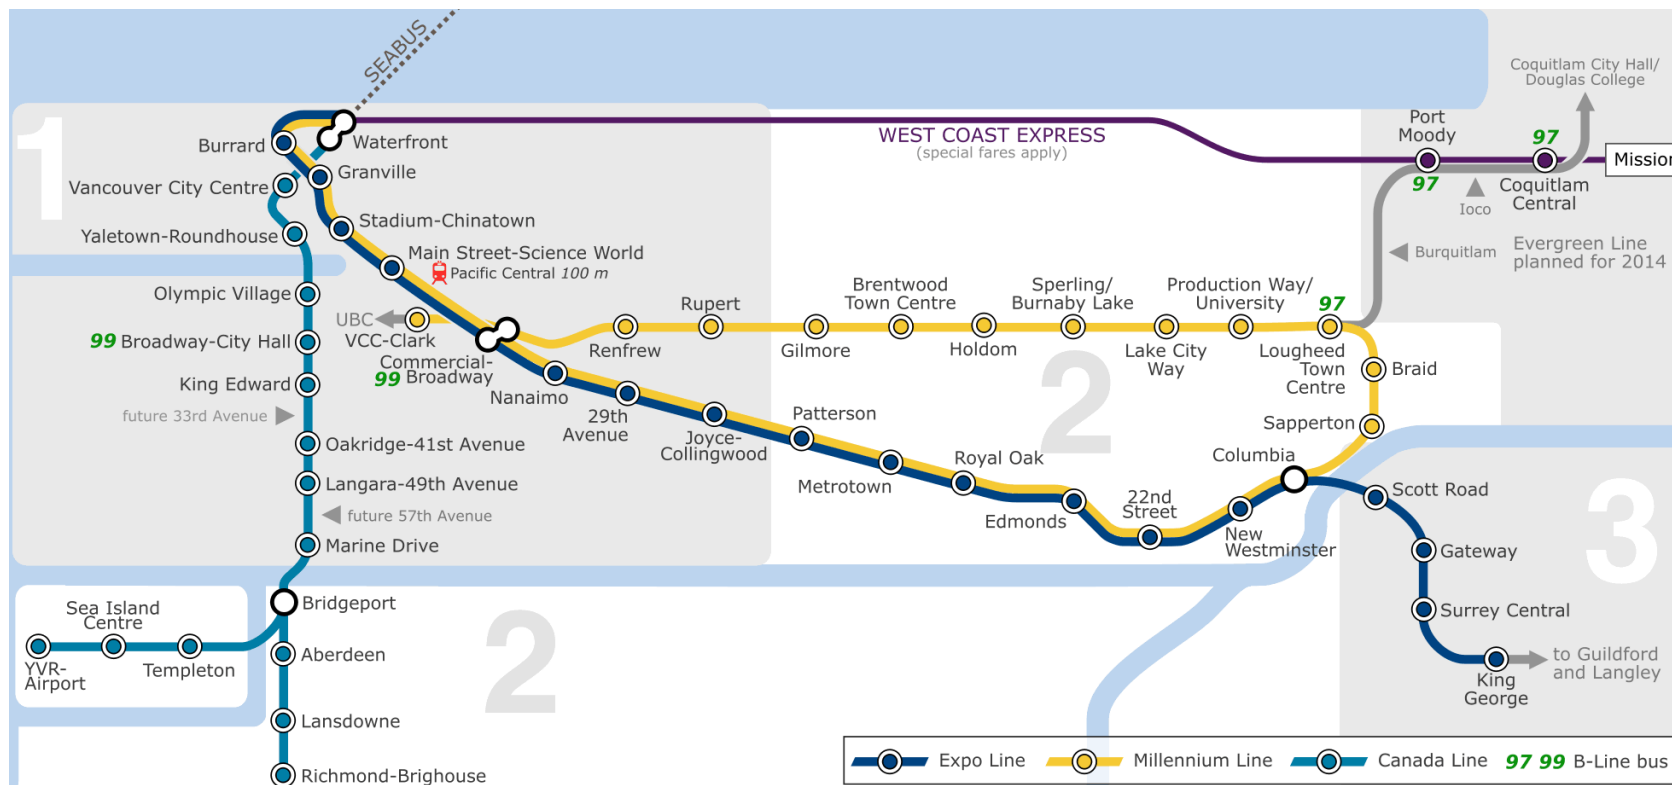 SEABUS
Coquitlam City Hall/
Douglas College
1
Burrard
Waterfront
WEST COAST EXPRESS
(special fares apply)
Port
Moody
97
97
Mission
Vancouver City Centre
Granville
Coquitlam
Central
Ioco
Yaletown-Roundhouse
Stadium-Chinatown
Main Street-Science World
Pacific Central 100 m
Burquitlam
Evergreen Line
planned for 2014
Olympic Village
UBC
VCC-Clark
Rupert
Brentwood
Town Centre
Sperling/
Burnaby Lake
Production Way/
University
97
99 Broadway-City Hall
Commercial-
99 Broadway
Renfrew
Gilmore
Holdom
Lake City
Way
Lougheed
Town
Centre
Braid
King Edward
Nanaimo
2
future 33rd Avenue
29th
Avenue
Patterson
Sapperton
Oakridge-41st Avenue
Joyce-
Collingwood
Columbia
Langara-49th Avenue
Metrotown
Royal Oak
Scott Road
future 57th Avenue
Edmonds
22nd
Street
New
Westminster
3
Marine Drive
Gateway
Bridgeport
Sea Island
Centre
Surrey Central
2
YVR-
Airport
Templeton
Aberdeen
to Guildford
and Langley
King
George
Lansdowne
Richmond-Brighouse
Expo Line
Millennium Line
Canada Line
97 99 B-Line bus